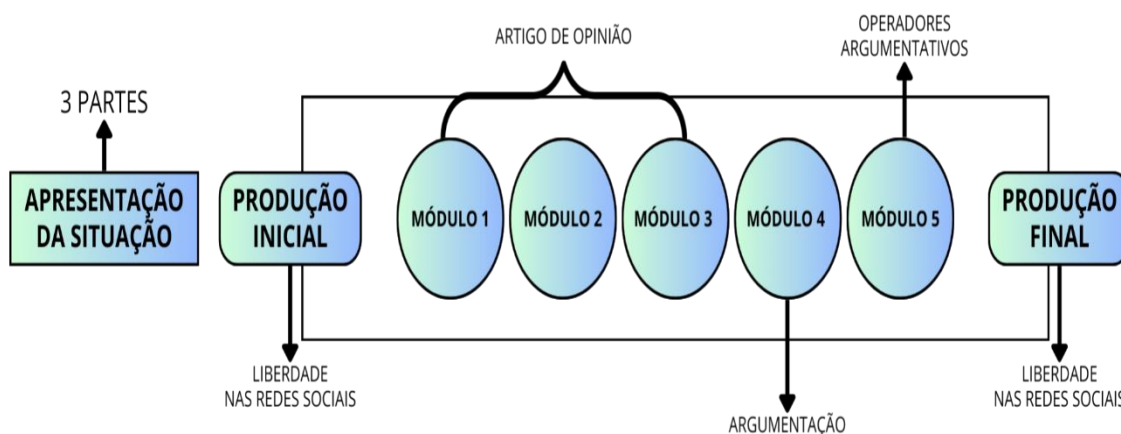 ARTIGO DE OPINIÃO
OPERADORES
ARGUMENTATIVOS
3 PARTES
APRESENTAÇÃO
DA SITUAÇÃO
PRODUÇÃO
INICIAL
MÓDULO 1
MÓDULO 2
MÓDULO 3
MÓDULO 4
MÓDULO 5
PRODUÇÃO
FINAL
LIBERDADE
NAS REDES SOCIAIS
ARGUMENTAÇÃO
LIBERDADE
NAS REDES SOCIAIS